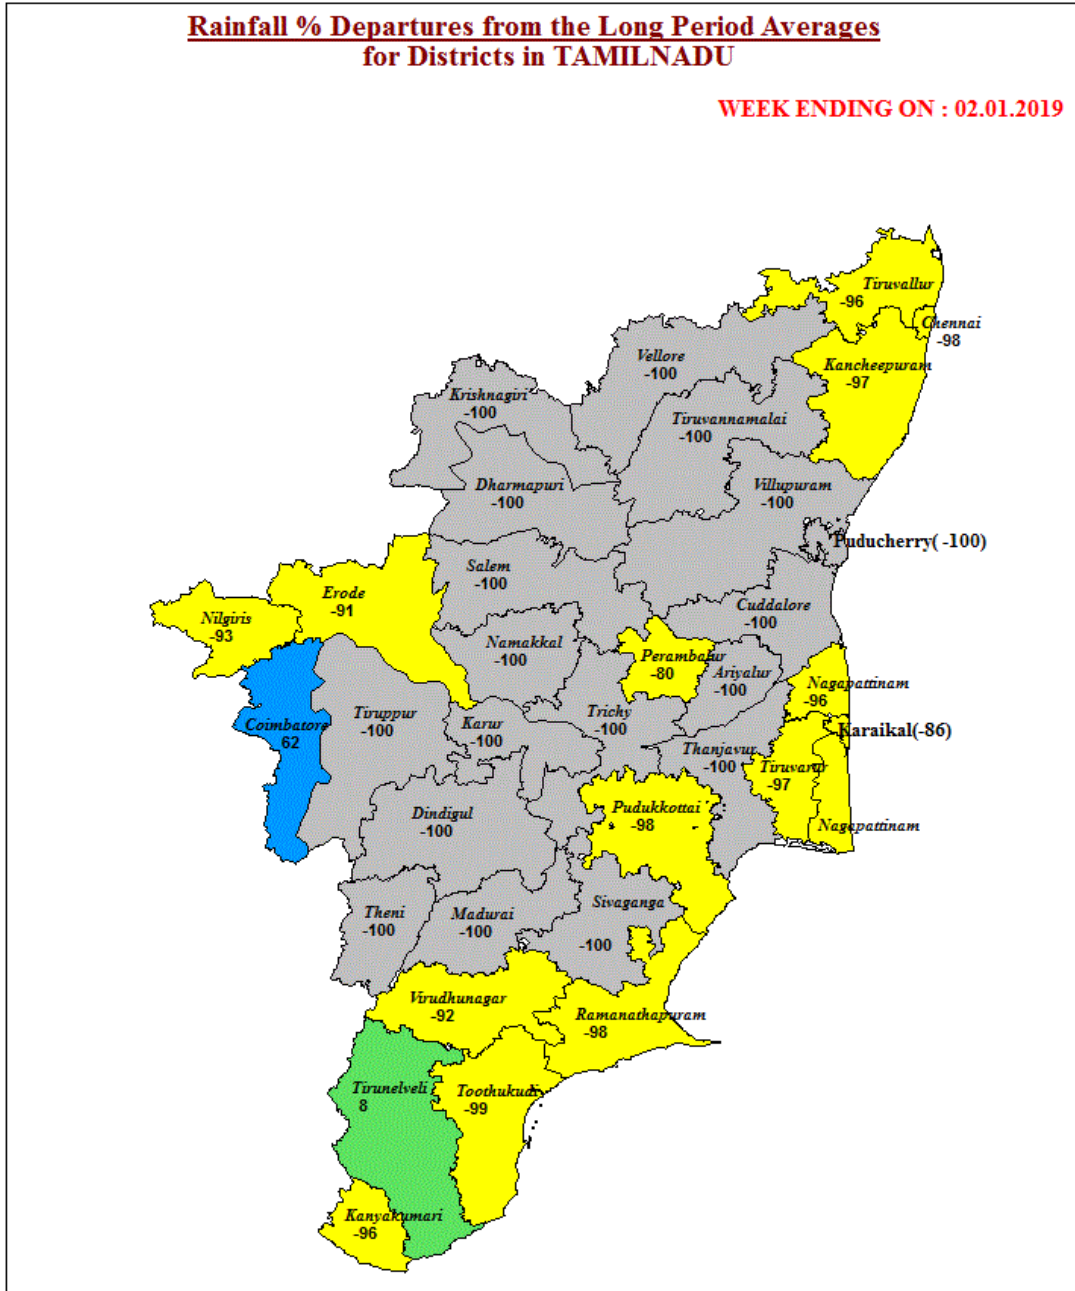 Rainfall % Departures from the Long Period Averages
for Districts in TAMILNADU
WEEK ENDING ON : 02.01.2019
Tiruvallur
-96
Chennai
-98
Kancheepuram
-97
Vellore
-100
Krishnagiri
-100
Tiruvannamalai
-100
Dharmapuri
-100
Villupuram
-100
Puducherry( -100)
Salem
-100
Erode
-91
Nilgiris
-93
Cuddalore
-100
Namakkal
-100
Perambalur
-80
Ariyalur
-100
Nagapattinam
-96
Coimbatore
62
Tiruppur
-100
Karur
-100
Trichy
-100
Karaikal(-86)
Thanjavur
-100
Tiruvarur
-97
Dindigul
-100
Pudukkottai
-98
Nagapattinam
Theni
-100
Madurai
-100
Sivaganga
-100
Virudhunagar
-92
Ramanathapuram
-98
Tirunelveli
8
Toothukudi
-99
Kanyakumari
-96